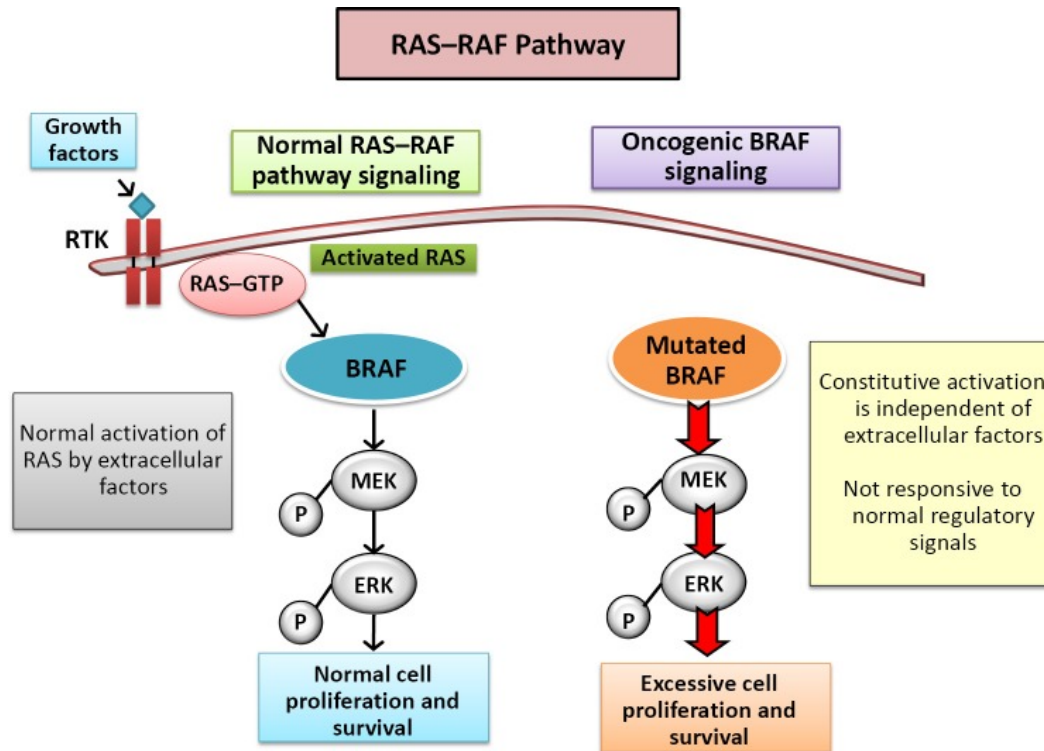 RAS–RAF Pathway
Growth
factors
Normal RAS–RAF
pathway signaling
Oncogenic BRAF
signaling
RTK
Activated RAS
RAS–GTP
BRAF
Mutated
BRAF
Normal activation of
RAS by extracellular
factors
Constitutive activation
is independent of
extracellular factors
Not responsive to
normal regulatory
signals
MEK
P
MEK
P
ERK
P
ERK
P
Normal cell
proliferation and
survival
Excessive cell
proliferation and
survival